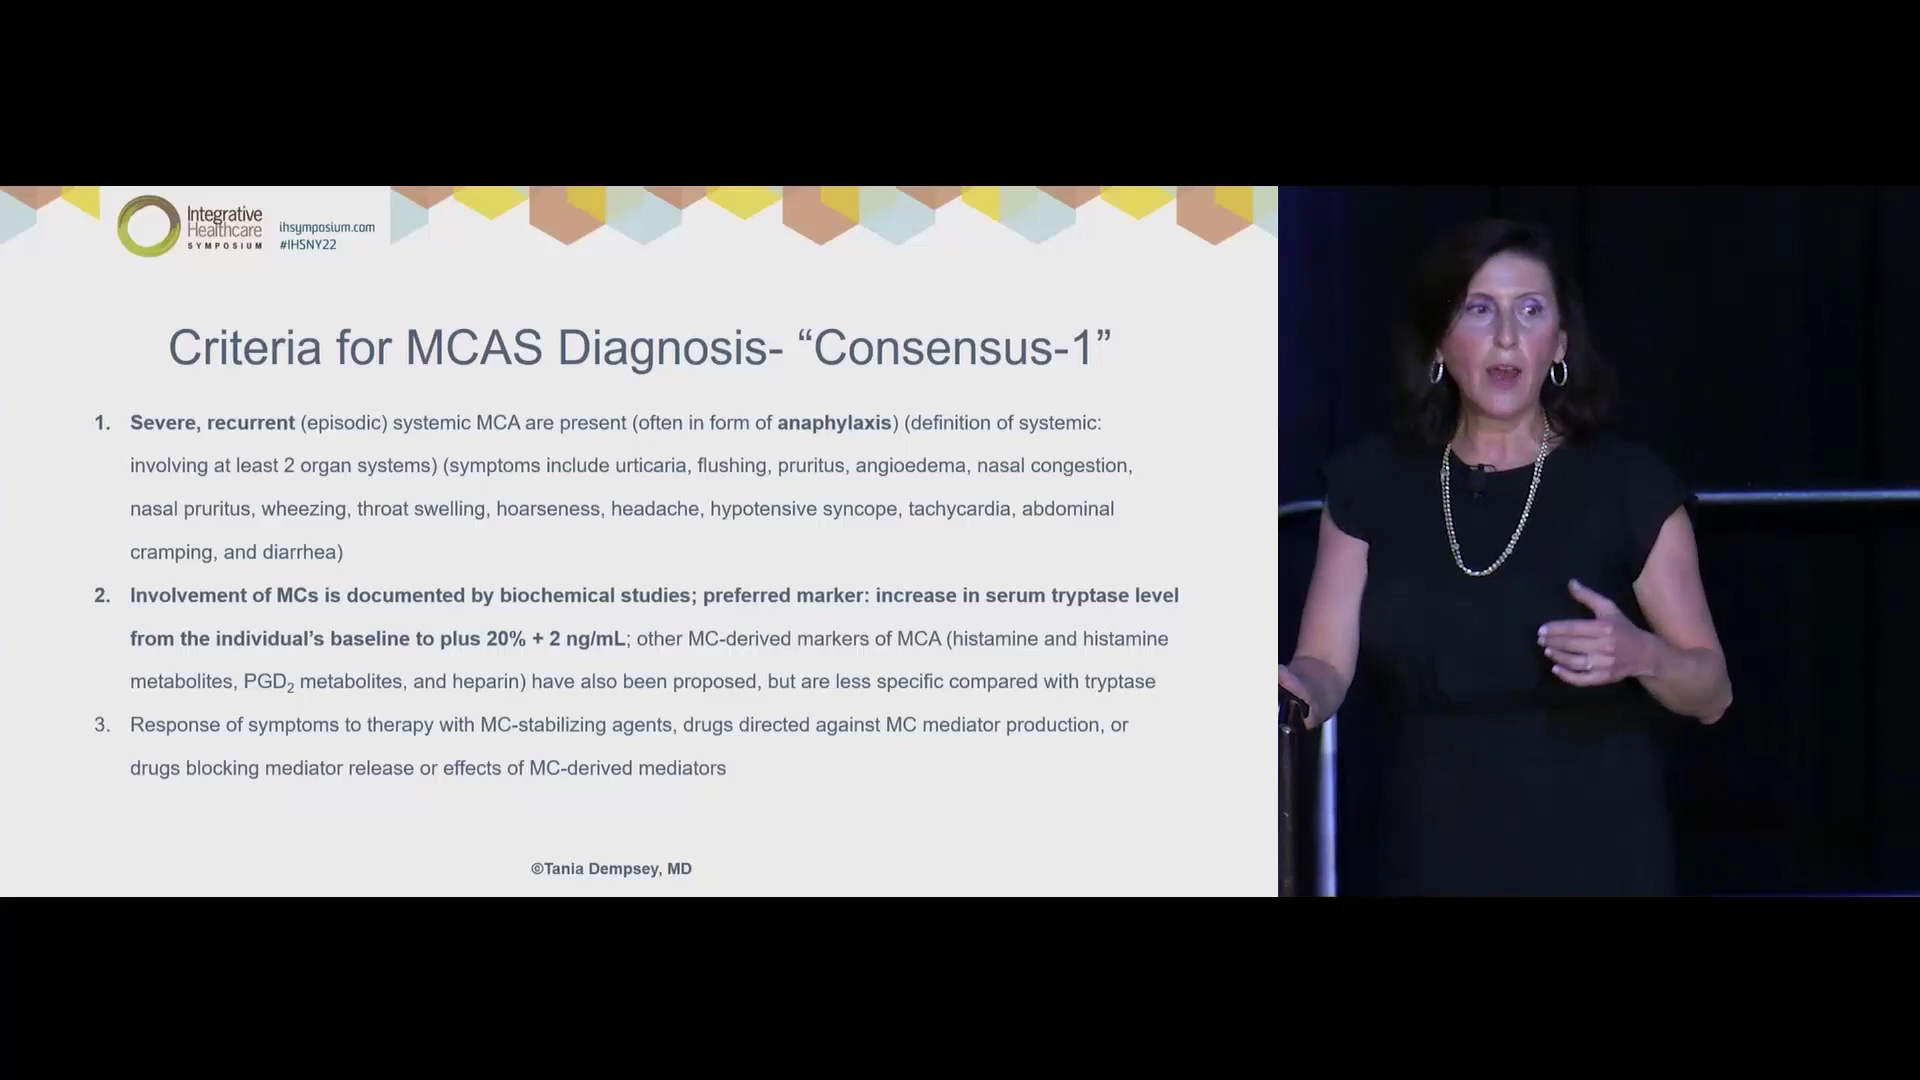 Integrative
Healthcare
SYMPOSIUM
ihsymposium.com
#IHSNY22
Criteria for MCAS Diagnosis- “Consensus-1”
1. Severe, recurrent (episodic) systemic MCA are present (often in form of anaphylaxis) (definition of systemic:
involving at least 2 organ systems) (symptoms include urticaria, flushing, pruritus, angioedema, nasal congestion,
nasal pruritus, wheezing, throat swelling, hoarseness, headache, hypotensive syncope, tachycardia, abdominal
cramping, and diarrhea)
2. Involvement of MCs is documented by biochemical studies; preferred marker: increase in serum tryptase level
from the individual’s baseline to plus 20% + 2 ng/mL; other MC-derived markers of MCA (histamine and histamine
metabolites, PGD₂ metabolites, and heparin) have also been proposed, but are less specific compared with tryptase
3. Response of symptoms to therapy with MC-stabilizing agents, drugs directed against MC mediator production, or
drugs blocking mediator release or effects of MC-derived mediators
©Tania Dempsey, MD